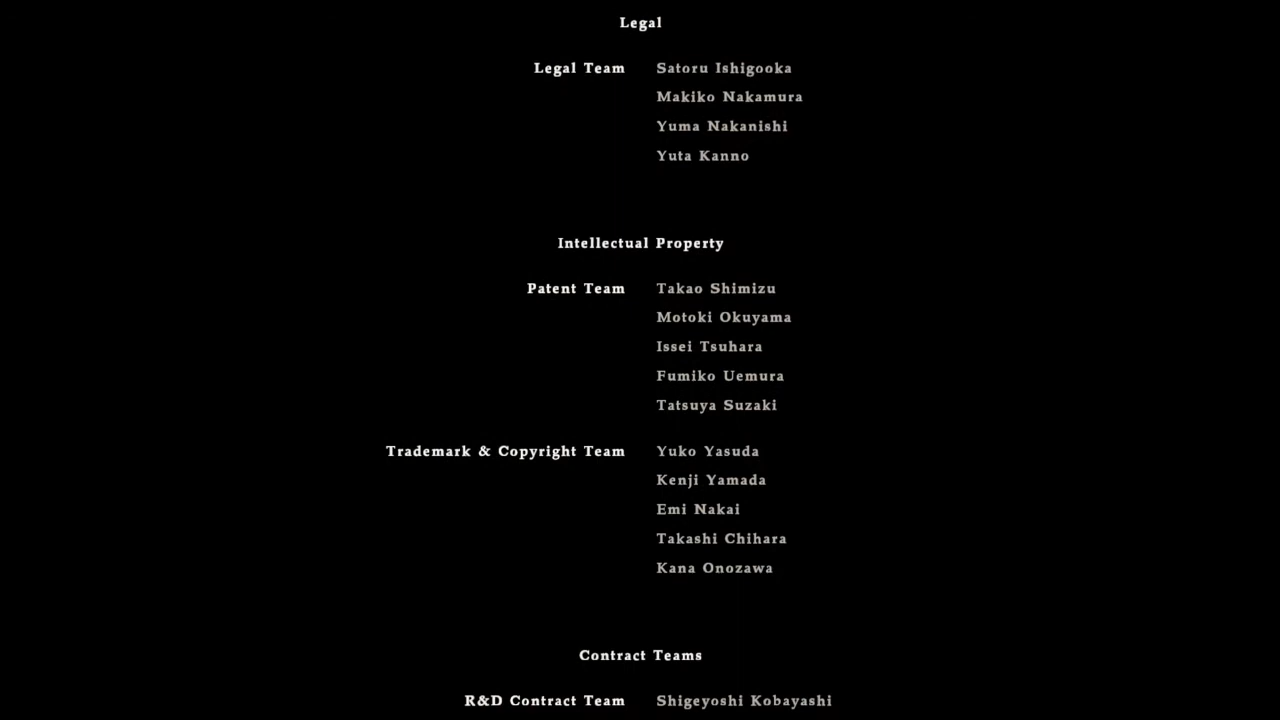 Legal
Legal Team Satoru Ishigooka
Makiko Nakamura
Yuma Nakanishi
Yuta Kanno
Intellectual Property
Patent Team Takao Shimizu
Motoki Okuyama
Issei Tsuhara
Fumiko Uemura
Tatsuya Suzaki
Trademark & Copyright Team Yuko Yasuda
Kenji Yamada
Emi Nakai
Takashi Chihara
Kana Onozawa
Contract Teams
R&D Contract Team Shigeyoshi Kobayashi